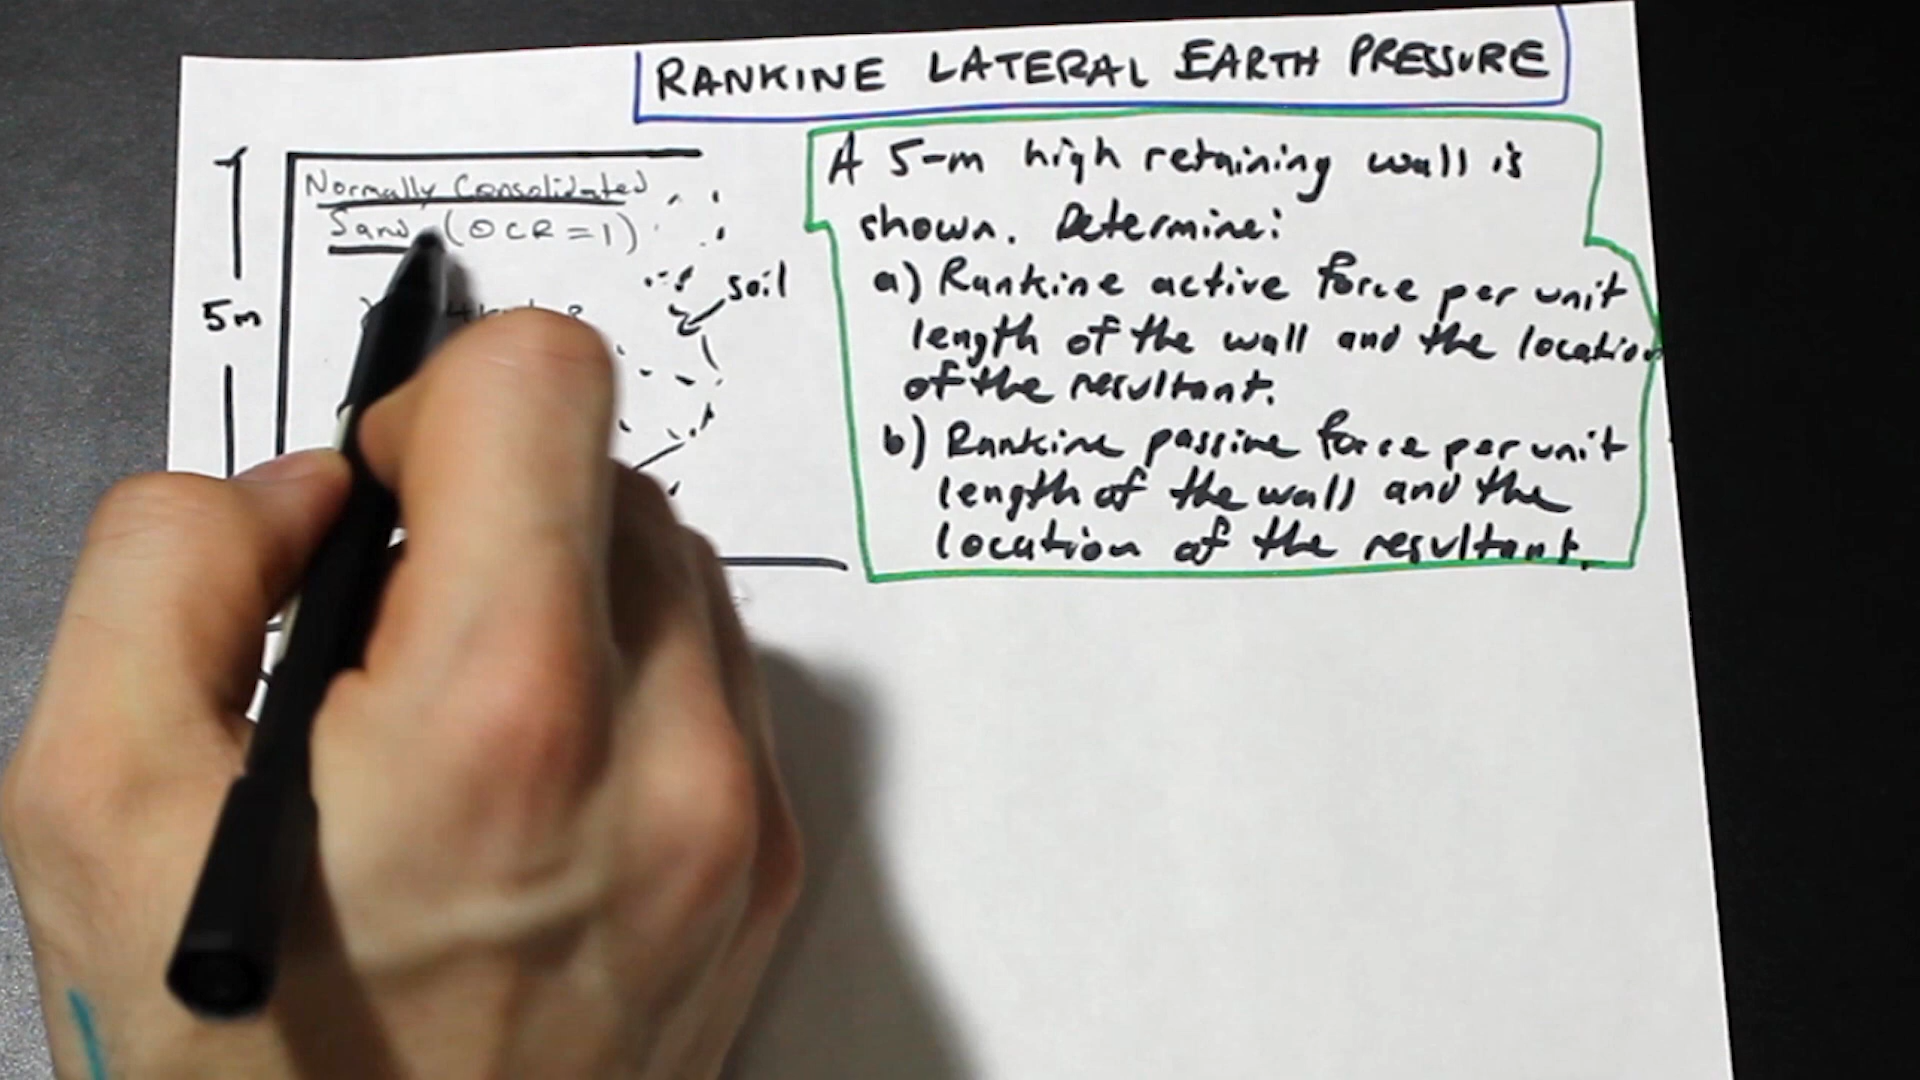 RANKINE LATERAL EARTH PRESSURE
Normally Consolidated
Sand (OCR=1)
soil
5m
A 5-m high retaining wall is
shown. Determine:
a) Rankine active force per unit
length of the wall and the location
of the resultant.
b) Rankine passive force per unit
length of the wall and the
location of the resultant.